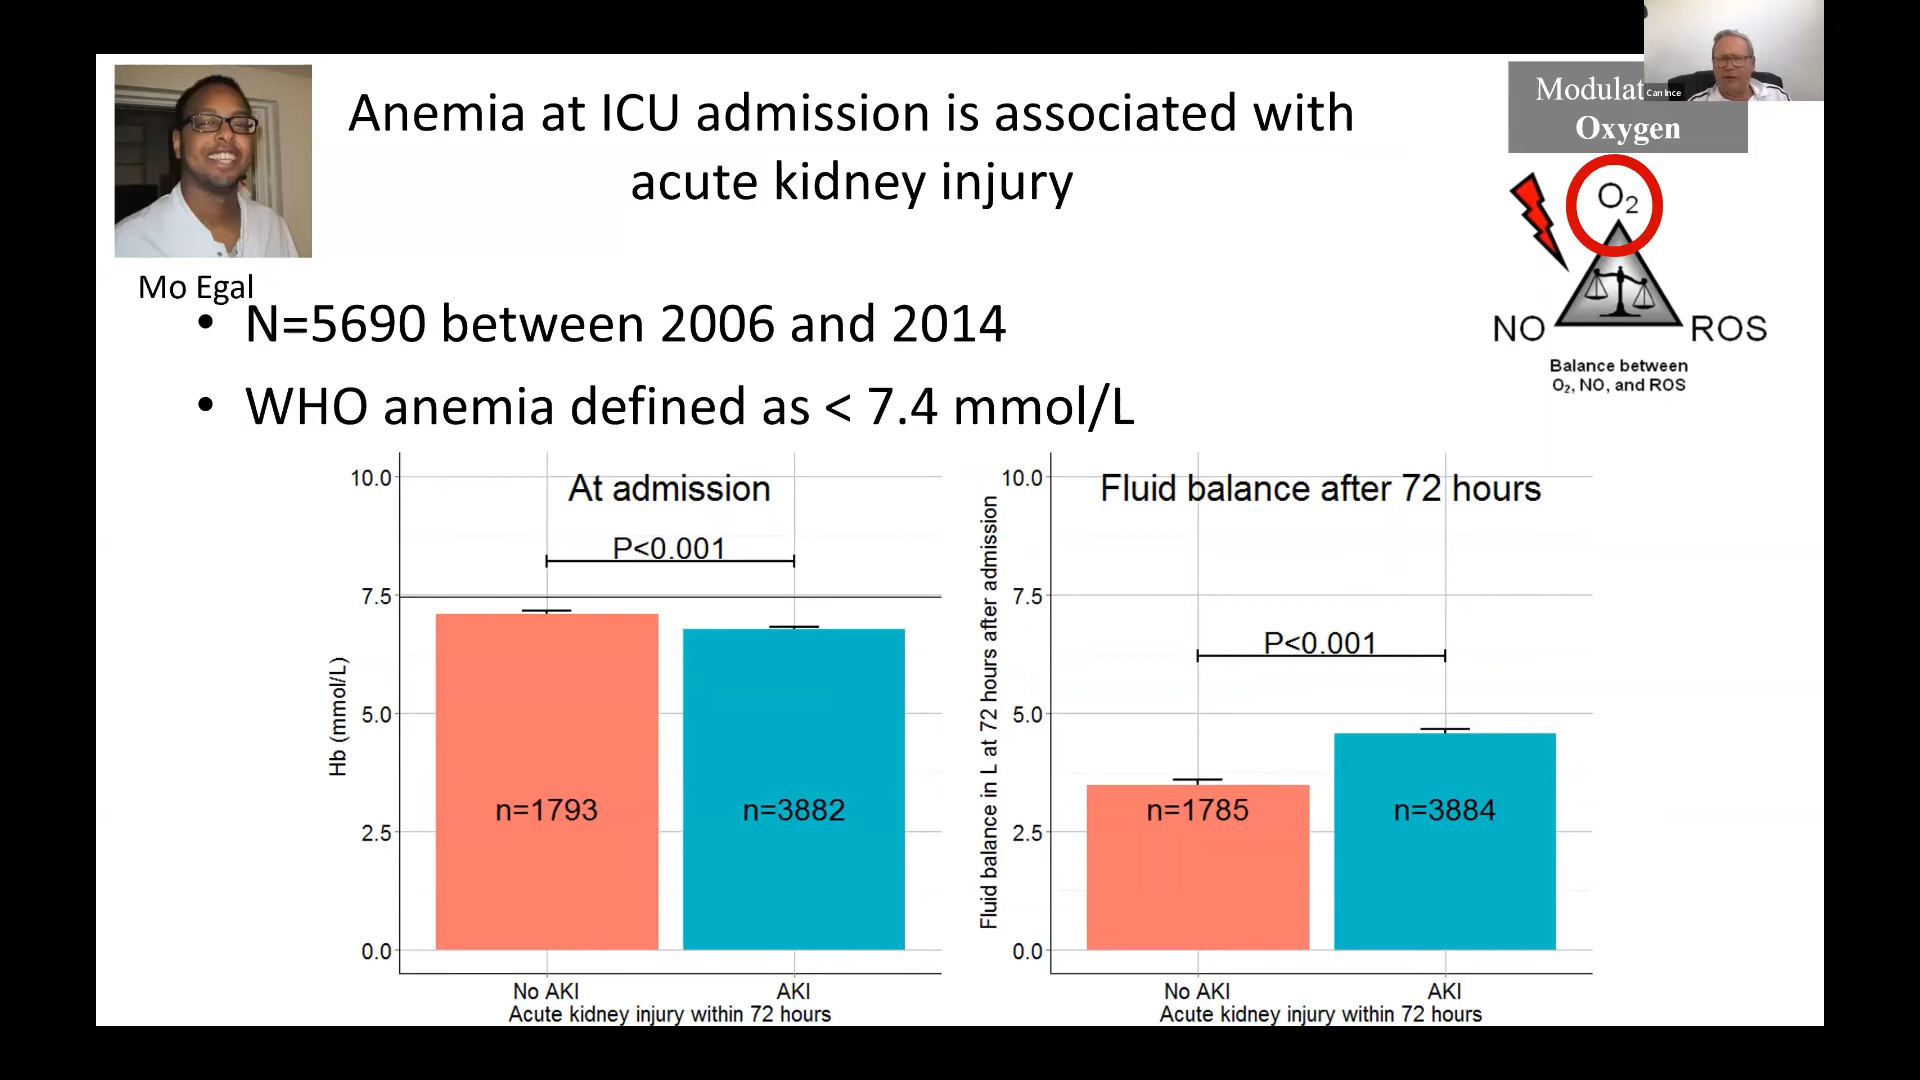 Anemia at ICU admission is associated with
acute kidney injury
Modulat
Oxygen
Can Ince
Mo Egal
• N=5690 between 2006 and 2014
• WHO anemia defined as < 7.4 mmol/L
O₂
NO
ROS
Balance between
O₂, NO, and ROS
At admission
P<0.001
10.0
7.5
5.0
2.5
0.0
Hb (mmol/L)
n=1793
n=3882
No AKI
AKI
Acute kidney injury within 72 hours
Fluid balance after 72 hours
P<0.001
10.0
7.5
5.0
2.5
0.0
Fluid balance in L at 72 hours after admission
n=1785
n=3884
No AKI
AKI
Acute kidney injury within 72 hours